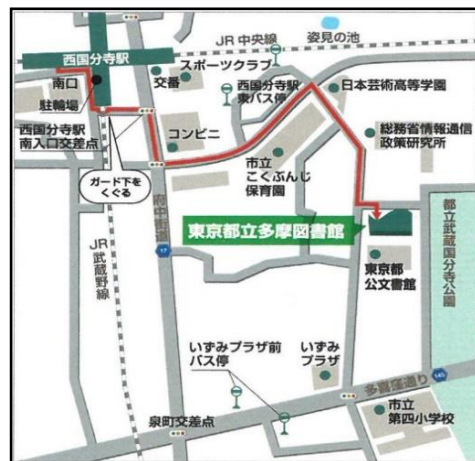 JR 中央線
姿見の池
西国分寺駅
スポーツクラブ
南口
交番
西国分寺駅
東バス停
日本芸術高等学園
駐輪場
西国分寺駅
南入口交差点
コンビニ
総務省情報通信
政策研究所
市立
こくぶんじ
保育園
ガード下を
くぐる
府中街道
17
東京都立多摩図書館
都立武蔵国分寺公園
JR 武蔵野線
東京都
公文書館
いずみプラザ前
バス停
いずみ
プラザ
多喜窪通り
145
泉町交差点
市立
第四小学校